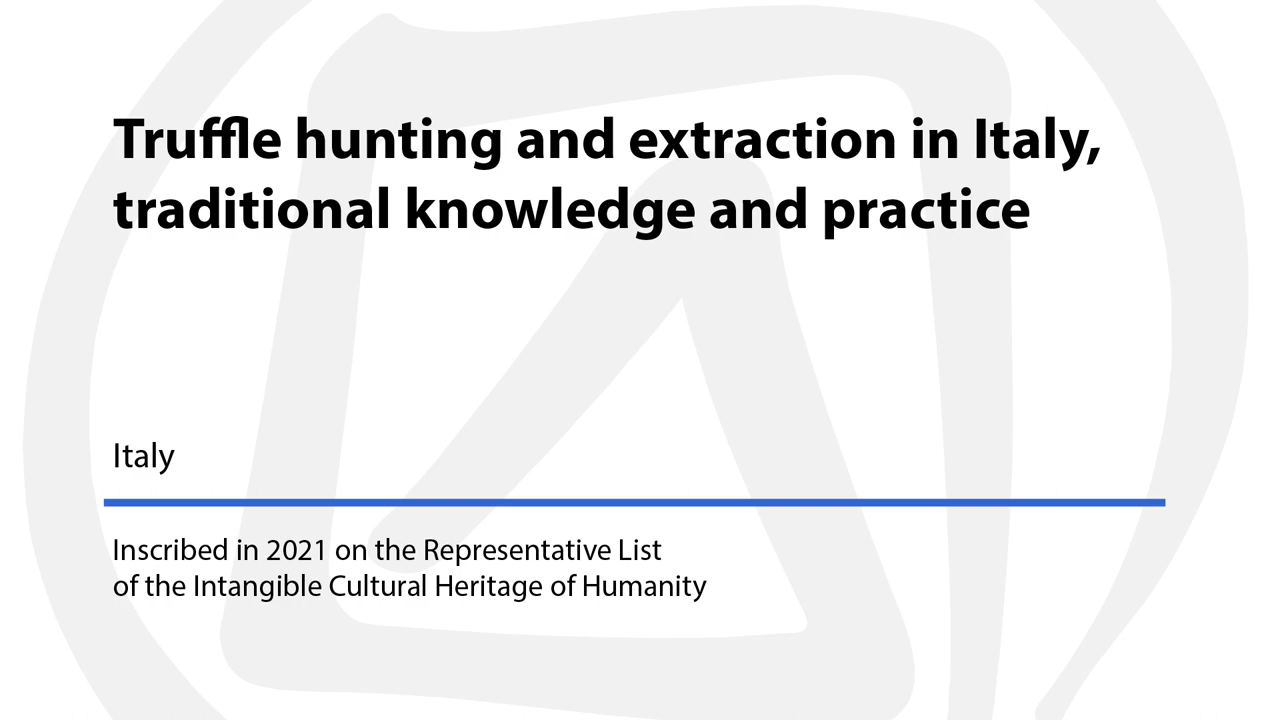 Truffle hunting and extraction in Italy,
traditional knowledge and practice
Italy
Inscribed in 2021 on the Representative List
of the Intangible Cultural Heritage of Humanity